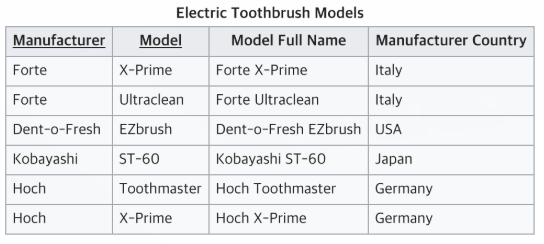 Electric Toothbrush Models
Manufacturer Model Model Full Name Manufacturer Country
Forte X-Prime Forte X-Prime Italy
Forte Ultraclean Forte Ultraclean Italy
Dent-o-Fresh EZbrush Dent-o-Fresh EZbrush USA
Kobayashi ST-60 Kobayashi ST-60 Japan
Hoch Toothmaster Hoch Toothmaster Germany
Hoch X-Prime Hoch X-Prime Germany